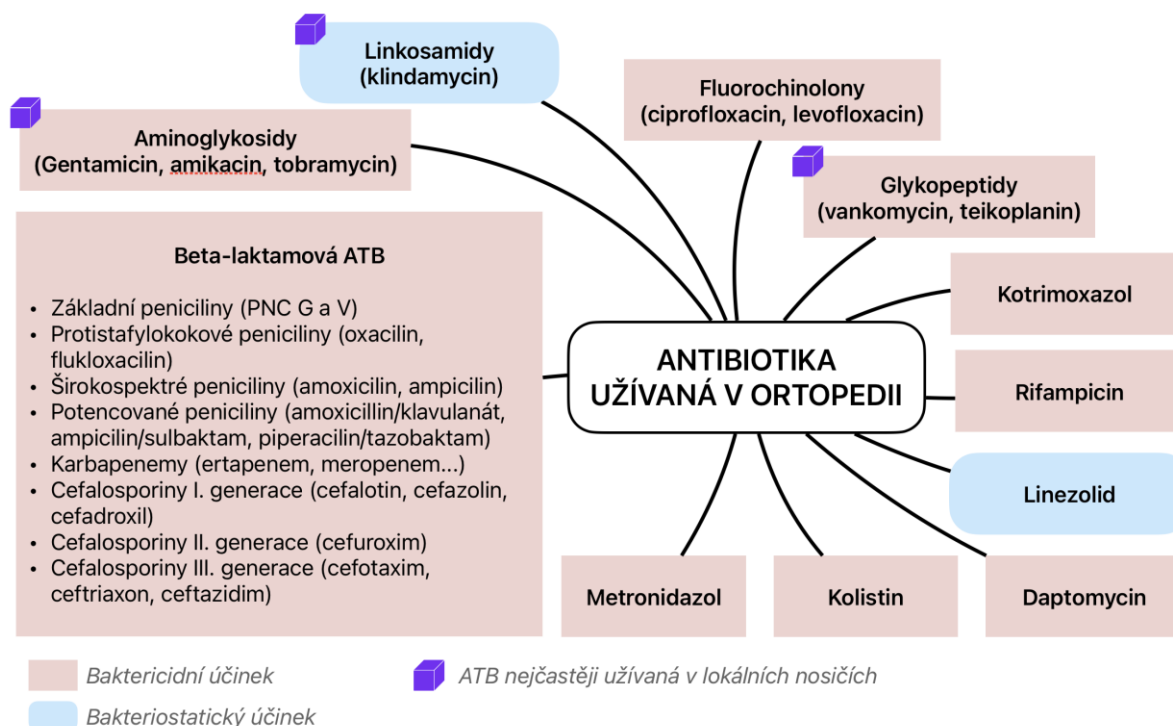 Linkosamidy
(klindamycin)
Fluorochinolony
(ciprofloxacin, levofloxacin)
Aminoglykosidy
(Gentamicin, amikacin, tobramycin)
Glykopeptidy
(vankomycin, teikoplanin)
Beta-laktamová ATB
• Základní peniciliny (PNC G a V)
• Protistafylokokové peniciliny (oxacilin,
flukloxacilin)
• Širokospektré peniciliny (amoxicilin, ampicilin)
• Potencované peniciliny (amoxicillin/klavulanát,
ampicilin/sulbaktam, piperacilin/tazobaktam)
• Karbapenemy (ertapenem, meropenem...)
• Cefalosporiny I. generace (cefalotin, cefazolin,
cefadroxil)
• Cefalosporiny II. generace (cefuroxim)
• Cefalosporiny III. generace (cefotaxim,
ceftriaxon, ceftazidim)
ANTIBIOTIKA
UŽÍVANÁ V ORTOPEDII
Kotrimoxazol
Rifampicin
Linezolid
Metronidazol
Kolistin
Daptomycin
Baktericidní účinek
ATB nejčastěji užívaná v lokálních nosičích
Bakteriostatický účinek